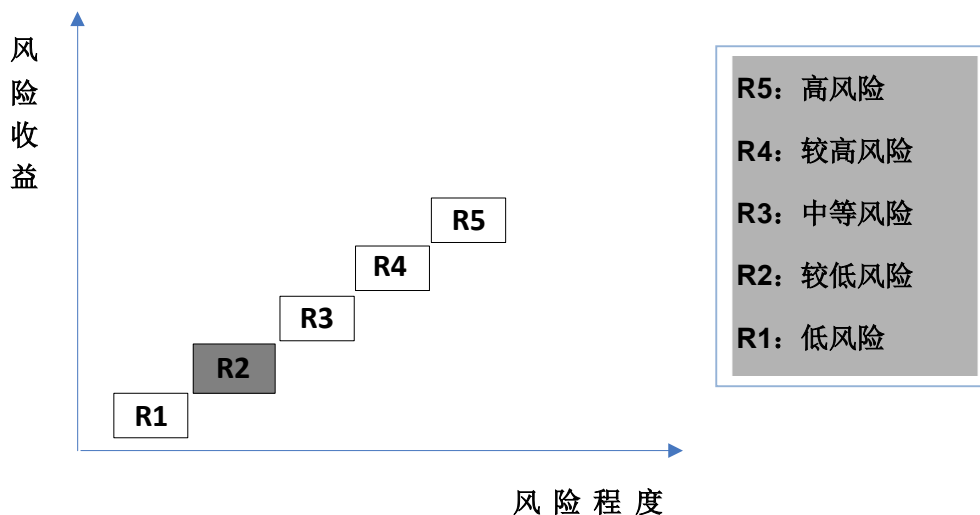 风
险
收
益
R5
R4
R3
R2
R1
风 险 程 度
R5：高风险
R4：较高风险
R3：中等风险
R2：较低风险
R1：低风险